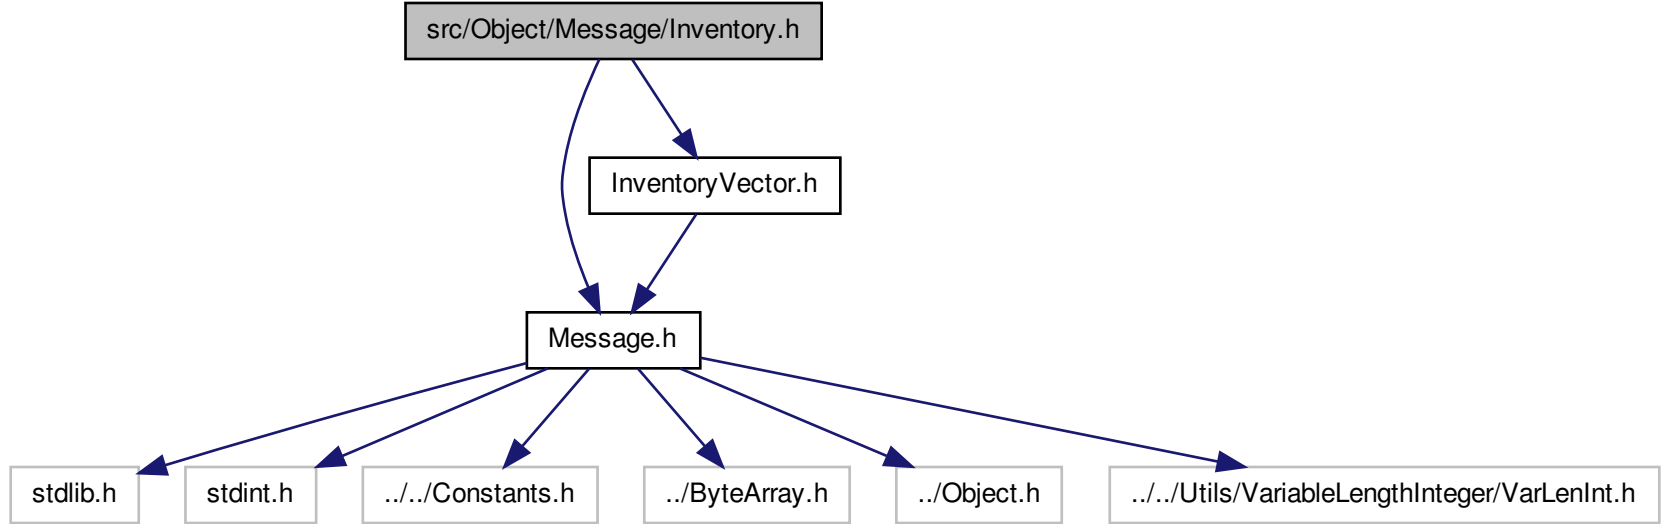 src/Object/Message/Inventory.h
InventoryVector.h
Message.h
stdlib.h
stdint.h
../../Constants.h
../ByteArray.h
../Object.h
../../Utils/VariableLengthInteger/VarLenInt.h